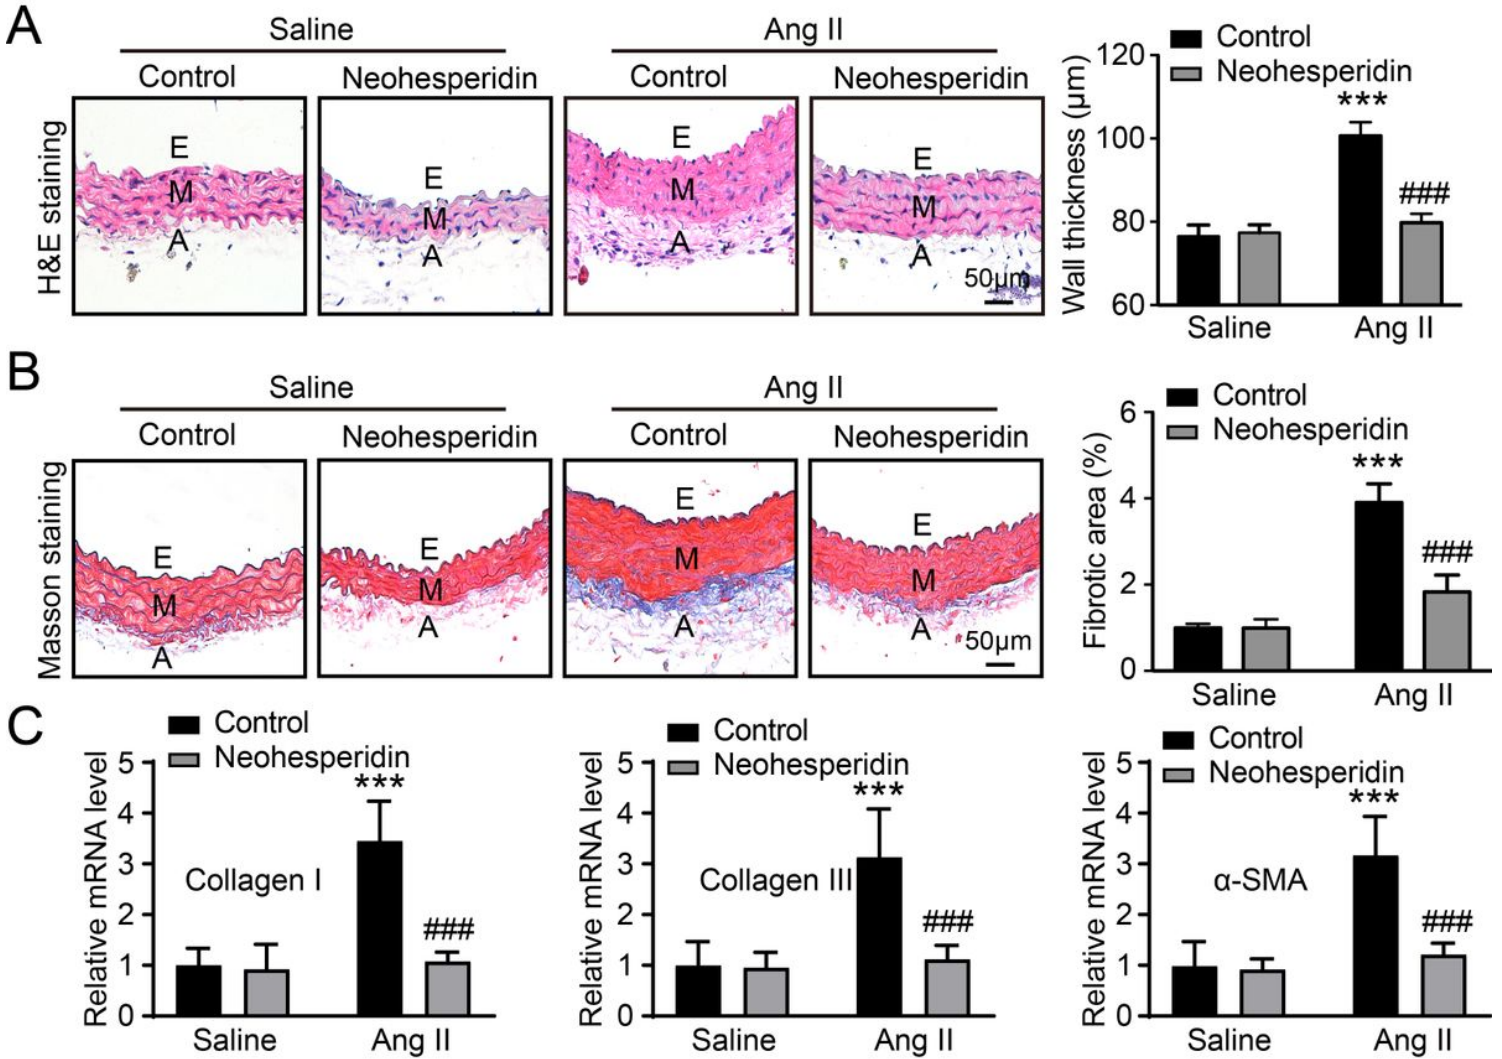 A
Saline
Ang II
Control
Neohesperidin
Control
Neohesperidin
H&E staining
E
M
A
E
M
A
E
M
A
E
M
A
50μm
Control
Neohesperidin
Wall thickness (μm)
120
100
80
60
***
###
Saline
Ang II
B
Saline
Ang II
Control
Neohesperidin
Control
Neohesperidin
Masson staining
E
M
A
E
M
A
E
M
A
E
M
A
50μm
Control
Neohesperidin
Fibrotic area (%)
6
4
2
0
***
###
Saline
Ang II
C
Control
Neohesperidin
Relative mRNA level
5
4
3
2
1
0
***
Collagen I
###
Saline
Ang II
Control
Neohesperidin
Relative mRNA level
5
4
3
2
1
0
***
Collagen III
###
Saline
Ang II
Control
Neohesperidin
Relative mRNA level
5
4
3
2
1
0
***
α-SMA
###
Saline
Ang II